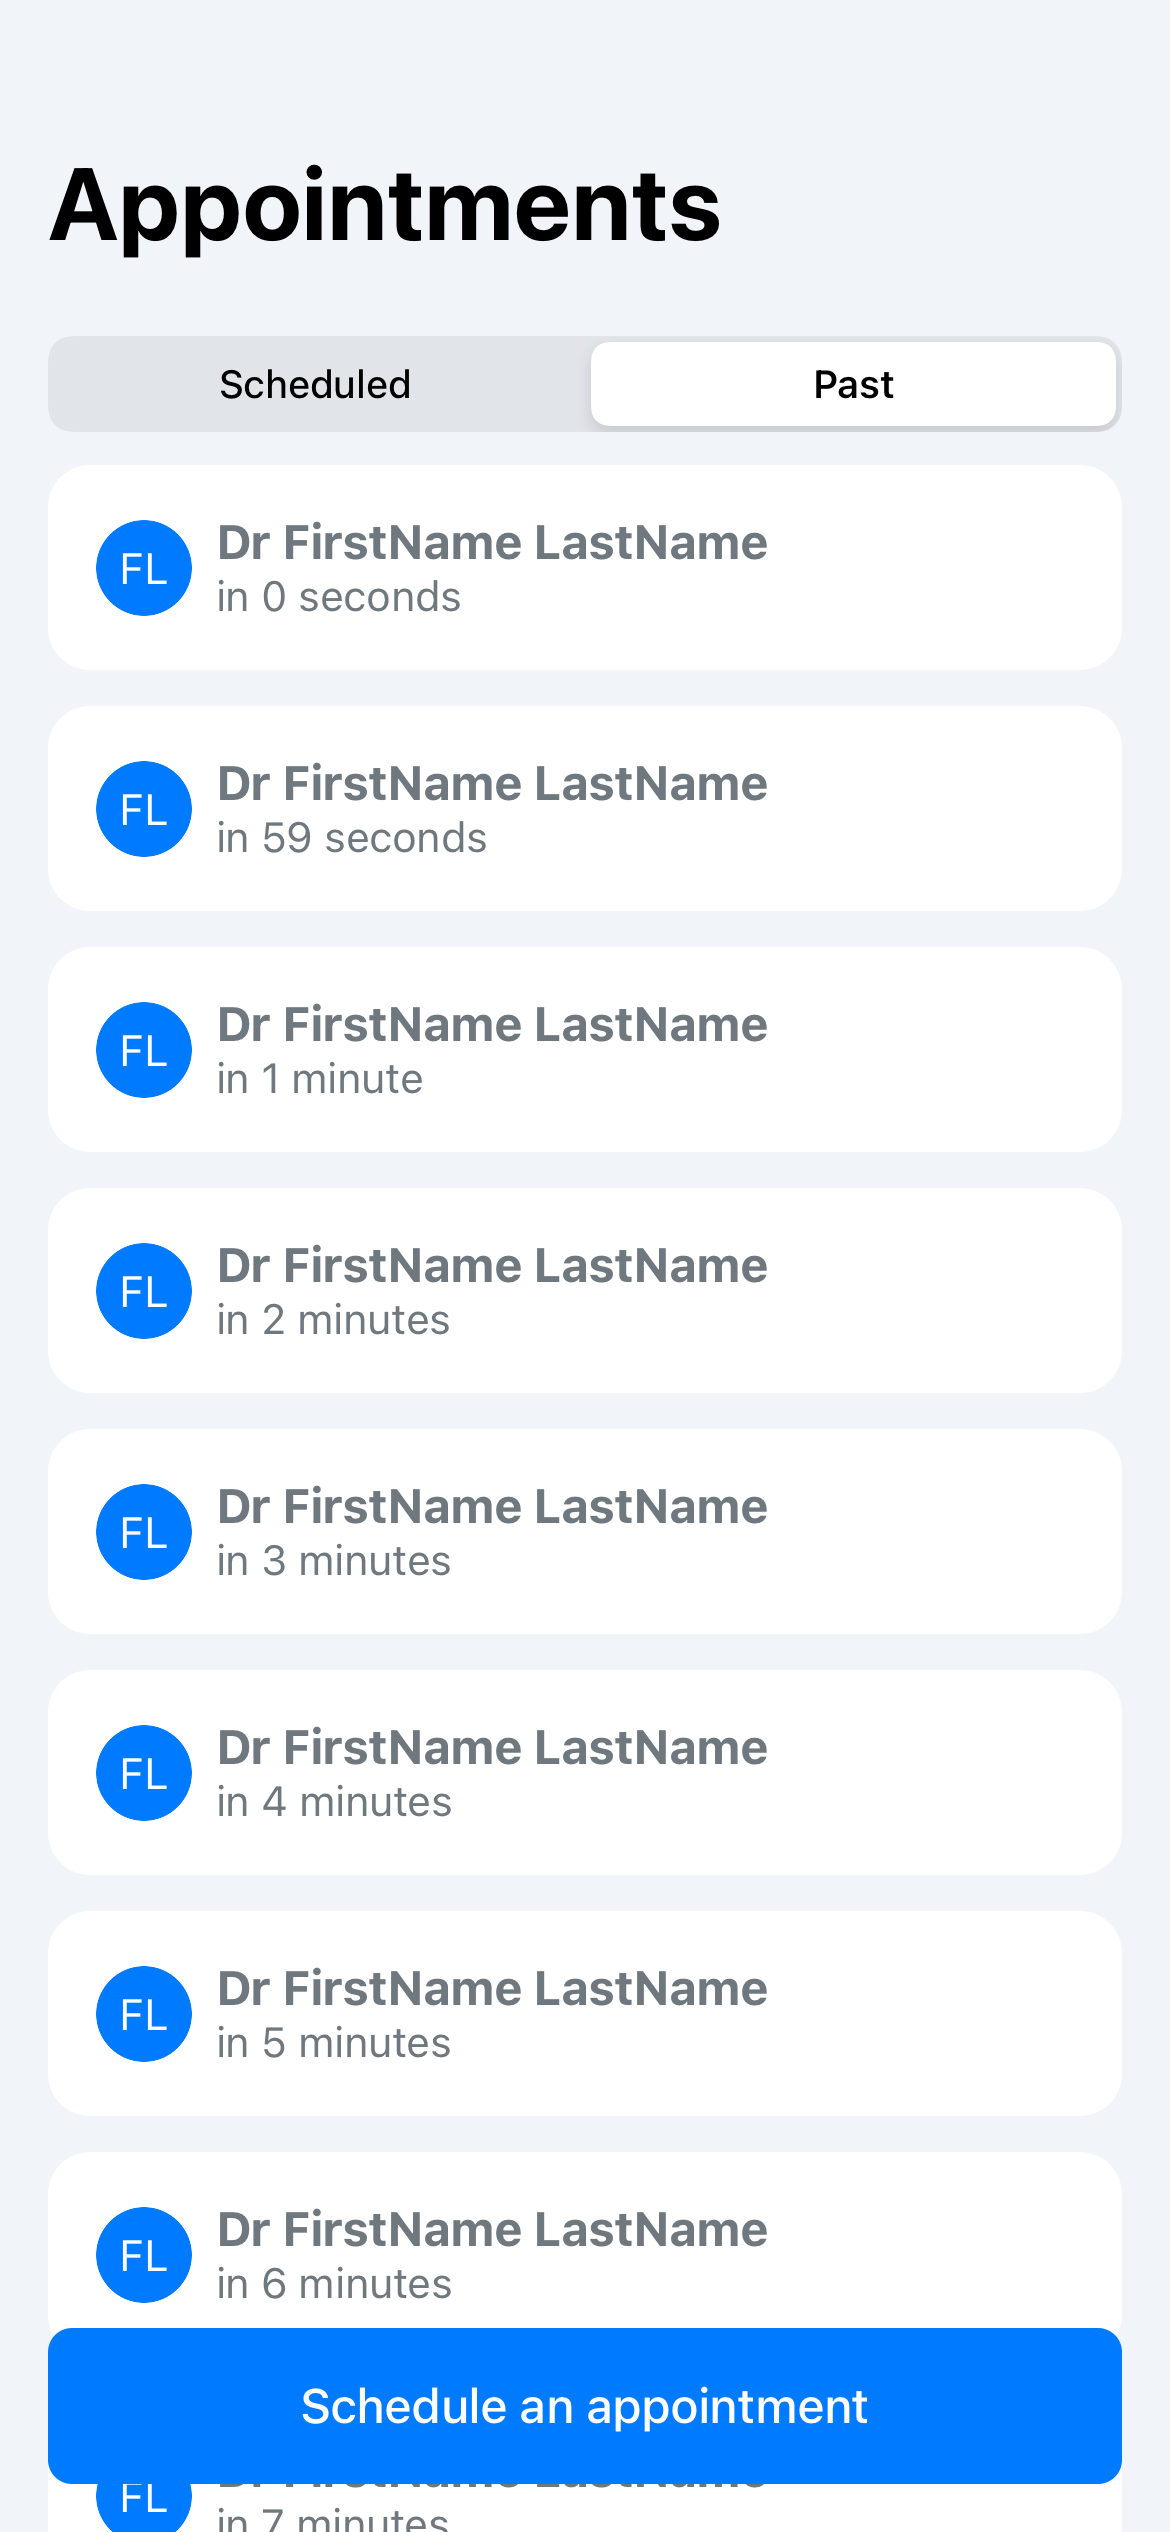 Appointments
Scheduled
Past
FL
Dr FirstName LastName
in 0 seconds
FL
Dr FirstName LastName
in 59 seconds
FL
Dr FirstName LastName
in 1 minute
FL
Dr FirstName LastName
in 2 minutes
FL
Dr FirstName LastName
in 3 minutes
FL
Dr FirstName LastName
in 4 minutes
FL
Dr FirstName LastName
in 5 minutes
FL
Dr FirstName LastName
in 6 minutes
Schedule an appointment
FL
in 7 minutes